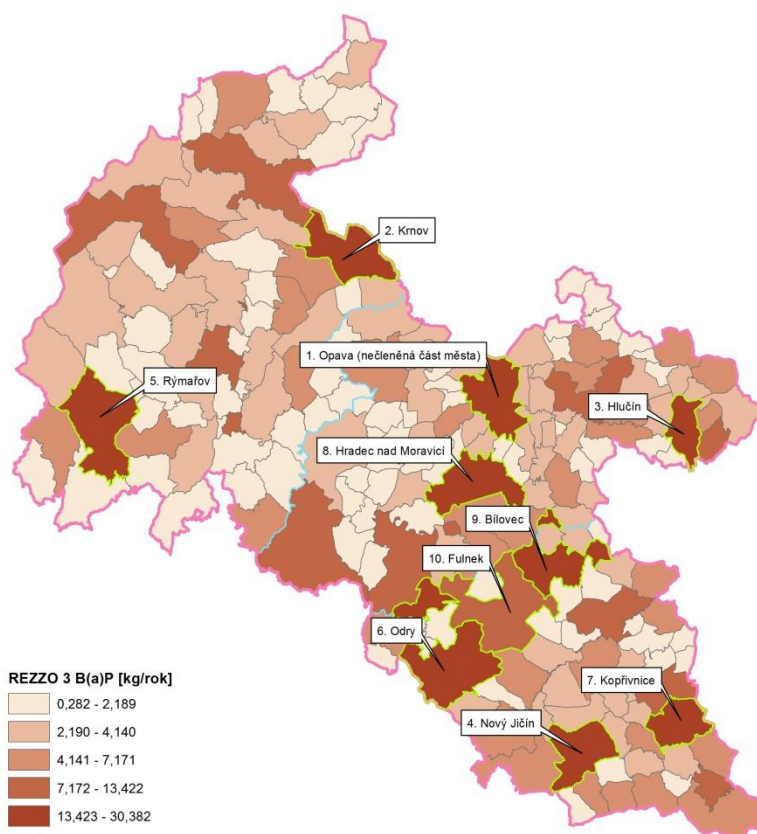 2. Krnov
1. Opava (nečleněná část města)
5. Rýmařov
3. Hlučín
8. Hradec nad Moravicí
9. Bílovec
10. Fulnek
6. Odry
7. Kopřivnice
4. Nový Jičín
REZZO 3 B(a)P [kg/rok]
0,282 - 2,189
2,190 - 4,140
4,141 - 7,171
7,172 - 13,422
13,423 - 30,382